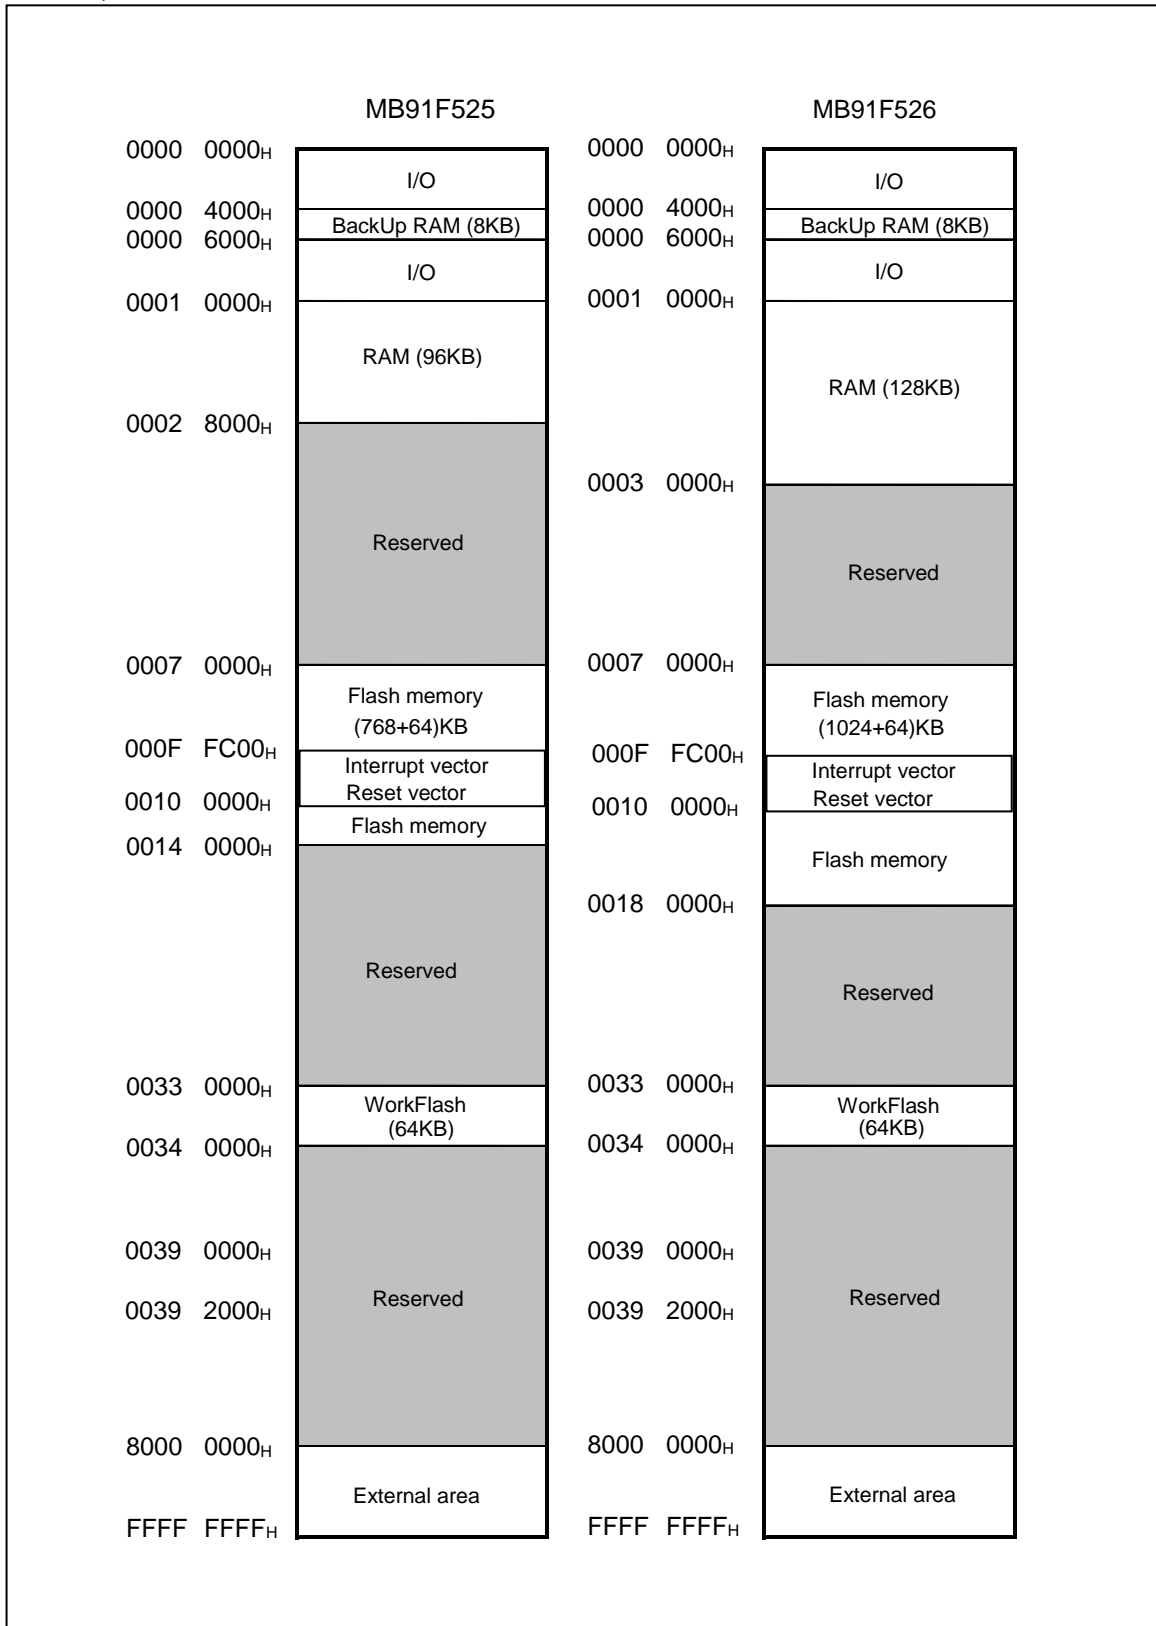 MB91F525
0000 0000H
I/O
0000 4000H
BackUp RAM (8KB)
0000 6000H
I/O
0001 0000H
RAM (96KB)
0002 8000H
Reserved
0007 0000H
Flash memory
(768+64)KB
000F FC00H
Interrupt vector
Reset vector
0010 0000H
Flash memory
0014 0000H
Reserved
0033 0000H
WorkFlash
(64KB)
0034 0000H
0039 0000H
Reserved
0039 2000H
8000 0000H
External area
FFFF FFFFH
MB91F526
0000 0000H
I/O
0000 4000H
BackUp RAM (8KB)
0000 6000H
I/O
0001 0000H
RAM (128KB)
0003 0000H
Reserved
0007 0000H
Flash memory
(1024+64)KB
000F FC00H
Interrupt vector
Reset vector
0010 0000H
Flash memory
0018 0000H
Reserved
0033 0000H
WorkFlash
(64KB)
0034 0000H
0039 0000H
Reserved
0039 2000H
8000 0000H
External area
FFFF FFFFH